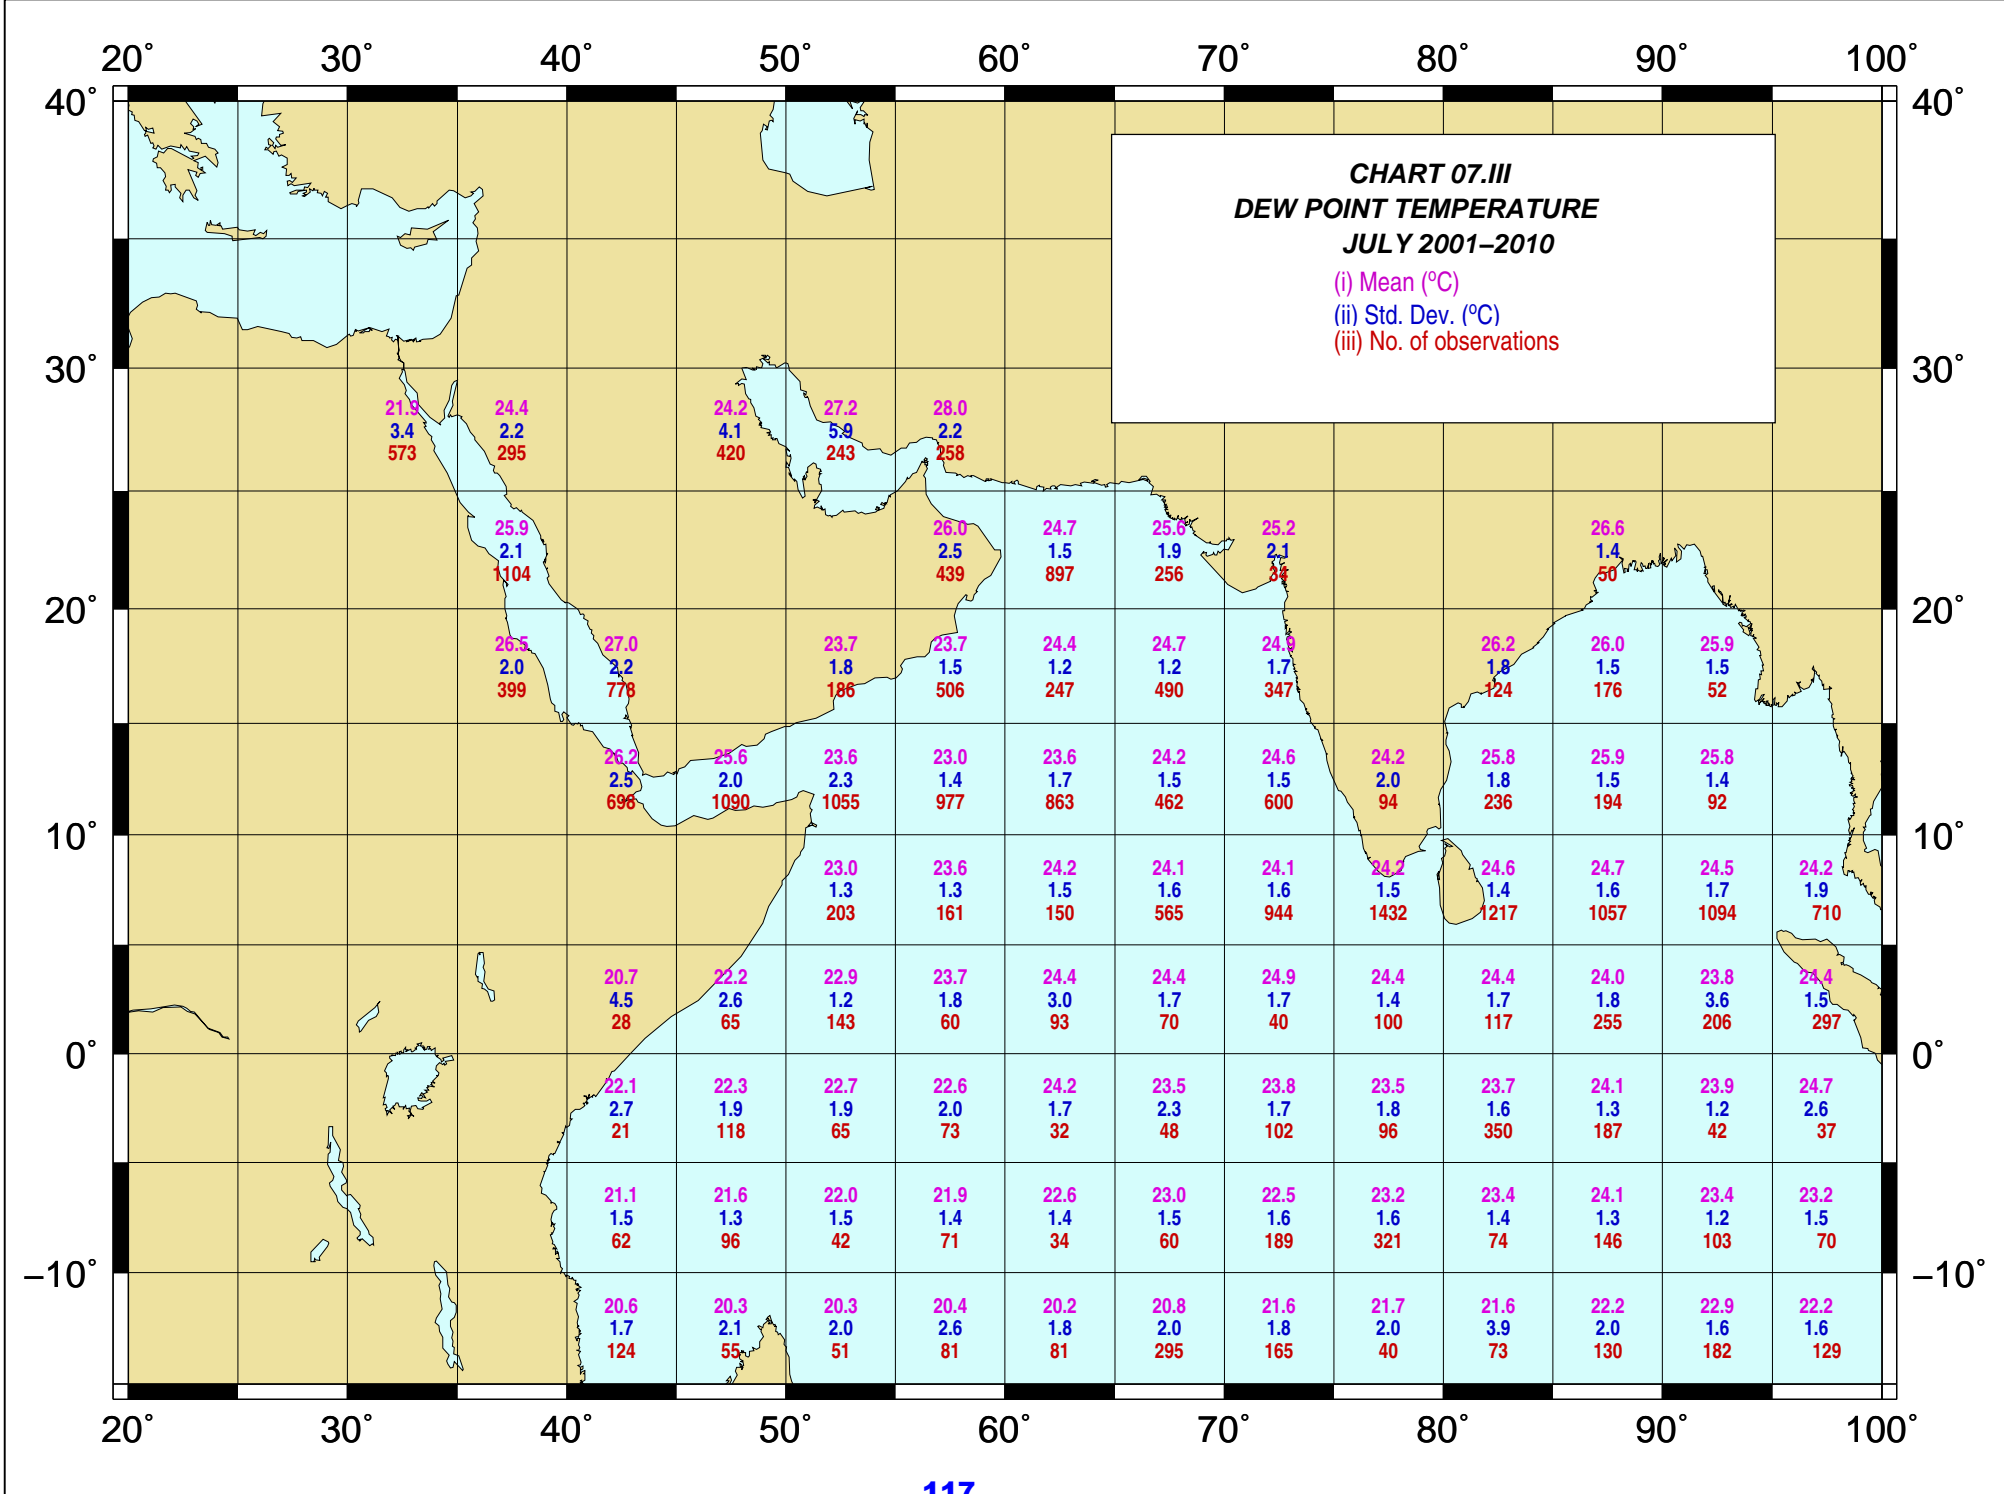 20° 30° 40° 50° 60° 70° 80° 90° 100°
40° 40°
CHART 07.III
DEW POINT TEMPERATURE
JULY 2001–2010
(i) Mean (ºC)
(ii) Std. Dev. (ºC)
(iii) No. of observations
30° 30°
21.9 24.4 24.2 27.2 28.0
3.4 2.2 4.1 5.9 2.2
573 295 420 243 258
25.9 26.0 24.7 25.6 25.2 26.6
2.1 2.5 1.5 1.9 2.1 1.4
1104 439 897 256 34 50
20° 20°
26.5 27.0 23.7 23.7 24.4 24.7 24.9 26.2 26.0 25.9
2.0 2.2 1.8 1.5 1.2 1.2 1.7 1.8 1.5 1.5
399 778 186 506 247 490 347 124 176 52
26.2 25.6 23.6 23.0 23.6 24.2 24.6 24.2 25.8 25.9 25.8
2.5 2.0 2.3 1.4 1.7 1.5 1.5 2.0 1.8 1.5 1.4
698 1090 1055 977 863 462 600 94 236 194 92
10° 10°
23.0 23.6 24.2 24.1 24.1 24.2 24.6 24.7 24.5 24.2
1.3 1.3 1.5 1.6 1.6 1.5 1.4 1.6 1.7 1.9
203 161 150 565 944 1432 1217 1057 1094 710
20.7 22.2 22.9 23.7 24.4 24.4 24.9 24.4 24.4 24.0 23.8 24.4
4.5 2.6 1.2 1.8 3.0 1.7 1.7 1.4 1.7 1.8 3.6 1.5
28 65 143 60 93 70 40 100 117 255 206 297
0° 0°
22.1 22.3 22.7 22.6 24.2 23.5 23.8 23.5 23.7 24.1 23.9 24.7
2.7 1.9 1.9 2.0 1.7 2.3 1.7 1.8 1.6 1.3 1.2 2.6
21 118 65 73 32 48 102 96 350 187 42 37
21.1 21.6 22.0 21.9 22.6 23.0 22.5 23.2 23.4 24.1 23.4 23.2
1.5 1.3 1.5 1.4 1.4 1.5 1.6 1.6 1.4 1.3 1.2 1.5
62 96 42 71 34 60 189 321 74 146 103 70
−10° −10°
20.6 20.3 20.3 20.4 20.2 20.8 21.6 21.7 21.6 22.2 22.9 22.2
1.7 2.1 2.0 2.6 1.8 2.0 1.8 2.0 3.9 2.0 1.6 1.6
124 55 51 81 81 295 165 40 73 130 182 129
20° 30° 40° 50° 60° 70° 80° 90° 100°
117